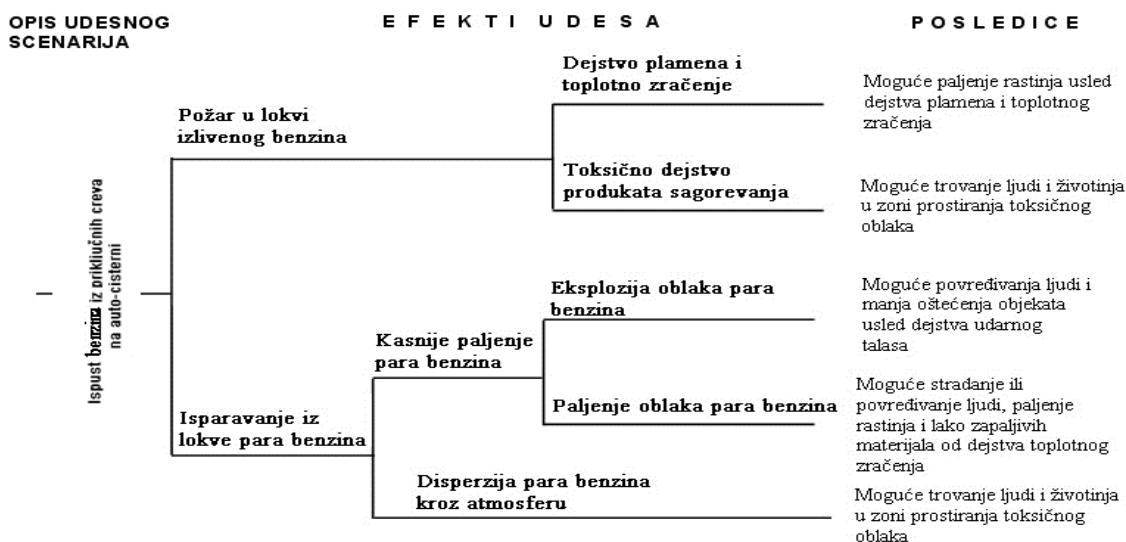 OPIS UDESNOG
SCENARIJA
EFEKTI UDESA
POSLEDICE
Ispust benzina iz priključnih creva
na auto-cisterni
Požar u lokvi
izlivenog benzina
Dejstvo plamena i
toplotno zračenje
Moguće paljenje rastinja usled
dejstva plamena i toplotnog
zračenja
Toksično dejstvo
produkata sagorevanja
Moguće trovanje ljudi i životinja
u zoni prostiranja toksičnog
oblaka
Isparavanje iz
lokve para benzina
Kasnije paljenje
para benzina
Eksplozija oblaka para
benzina
Moguće povređivanja ljudi i
manja oštećenja objekata
usled dejstva udarnog
talasa
Paljenje oblaka para benzina
Moguće stradanje ili
povređivanje ljudi, paljenje
rastinja i lako zapaljivih
materijala od dejstva toplotnog
zračenja
Disperzija para benzina
kroz atmosferu
Moguće trovanje ljudi i životinja
u zoni prostiranja toksičnog
oblaka